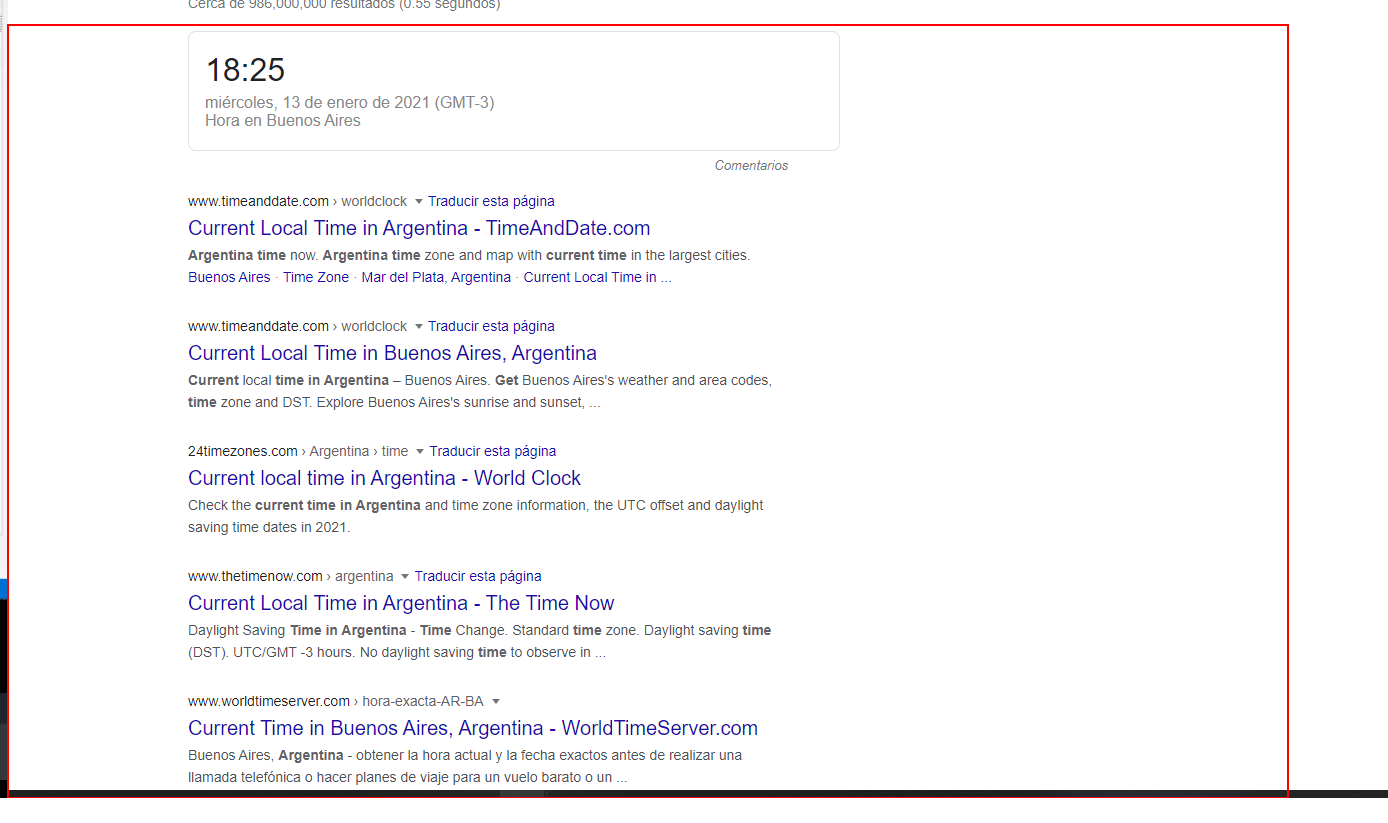 Cerca de 986,000,000 resultados (0.55 segundos)
18:25
miércoles, 13 de enero de 2021 (GMT-3)
Hora en Buenos Aires
Comentarios
www.timeanddate.com › worldclock ▾ Traducir esta página
Current Local Time in Argentina - TimeAndDate.com
Argentina time now. Argentina time zone and map with current time in the largest cities.
Buenos Aires · Time Zone · Mar del Plata, Argentina · Current Local Time in ...
www.timeanddate.com › worldclock ▾ Traducir esta página
Current Local Time in Buenos Aires, Argentina
Current local time in Argentina – Buenos Aires. Get Buenos Aires's weather and area codes,
time zone and DST. Explore Buenos Aires's sunrise and sunset, ...
24timezones.com › Argentina › time ▾ Traducir esta página
Current local time in Argentina - World Clock
Check the current time in Argentina and time zone information, the UTC offset and daylight
saving time dates in 2021.
www.thetimenow.com › argentina ▾ Traducir esta página
Current Local Time in Argentina - The Time Now
Daylight Saving Time in Argentina - Time Change. Standard time zone. Daylight saving time
(DST). UTC/GMT -3 hours. No daylight saving time to observe in ...
www.worldtimeserver.com › hora-exacta-AR-BA ▾
Current Time in Buenos Aires, Argentina - WorldTimeServer.com
Buenos Aires, Argentina - obtener la hora actual y la fecha exactos antes de realizar una
llamada telefónica o hacer planes de viaje para un vuelo barato o un ...